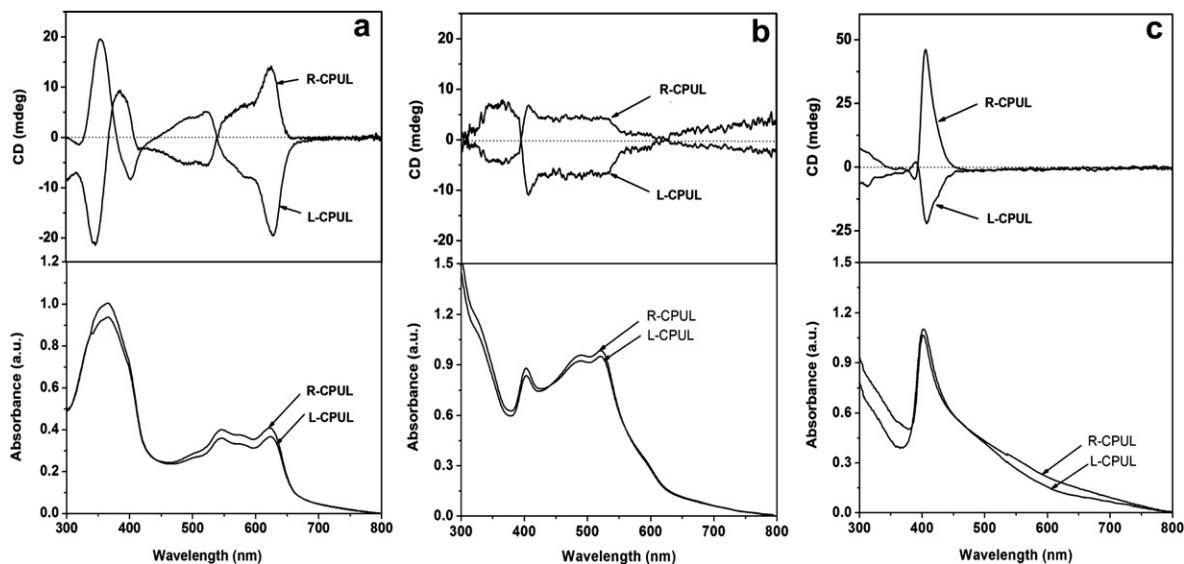 a
20
10
0
-10
-20
CD (mdeg)
R-CPUL
L-CPUL
1.2
1.0
0.8
0.6
0.4
0.2
0.0
Absorbance (a.u.)
R-CPUL
L-CPUL
300 400 500 600 700 800
Wavelength (nm)
b
20
10
0
-10
-20
CD (mdeg)
R-CPUL
L-CPUL
1.5
1.2
0.9
0.6
0.3
0.0
Absorbance (a.u.)
R-CPUL
L-CPUL
300 400 500 600 700 800
Wavelength (nm)
c
50
25
0
-25
CD (mdeg)
R-CPUL
L-CPUL
1.5
1.2
0.9
0.6
0.3
0.0
Absorbance (a.u.)
R-CPUL
L-CPUL
300 400 500 600 700 800
Wavelength (nm)